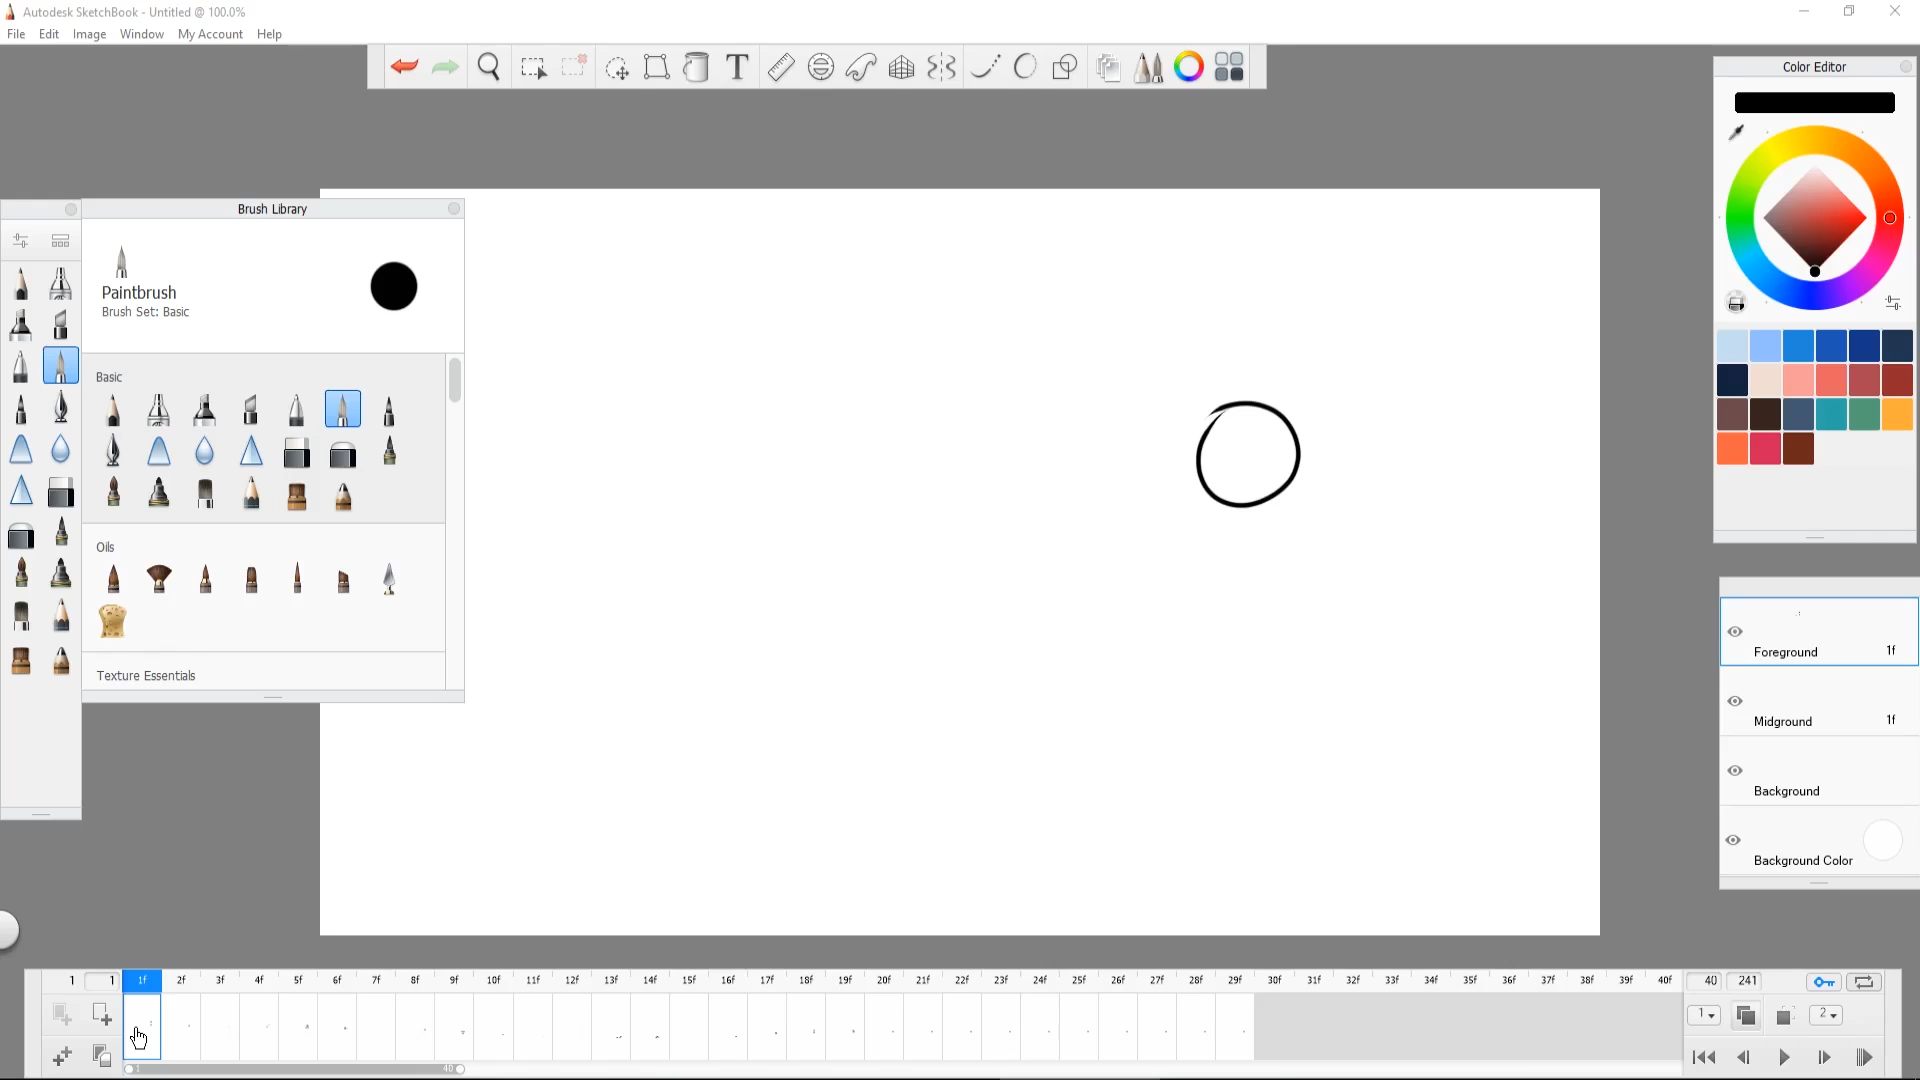 Autodesk SketchBook - Untitled @ 100.0%
File Edit Image Window My Account Help
T
Color Editor
Brush Library
Paintbrush
Brush Set: Basic
Basic
Oils
Texture Essentials
Foreground 1f
Midground 1f
Background
Background Color
1 1 1f 2f 3f 4f 5f 6f 7f 8f 9f 10f 11f 12f 13f 14f 15f 16f 17f 18f 19f 20f 21f 22f 23f 24f 25f 26f 27f 28f 29f 30f 31f 32f 33f 34f 35f 36f 37f 38f 39f 40f 40 241
1 2
1 40